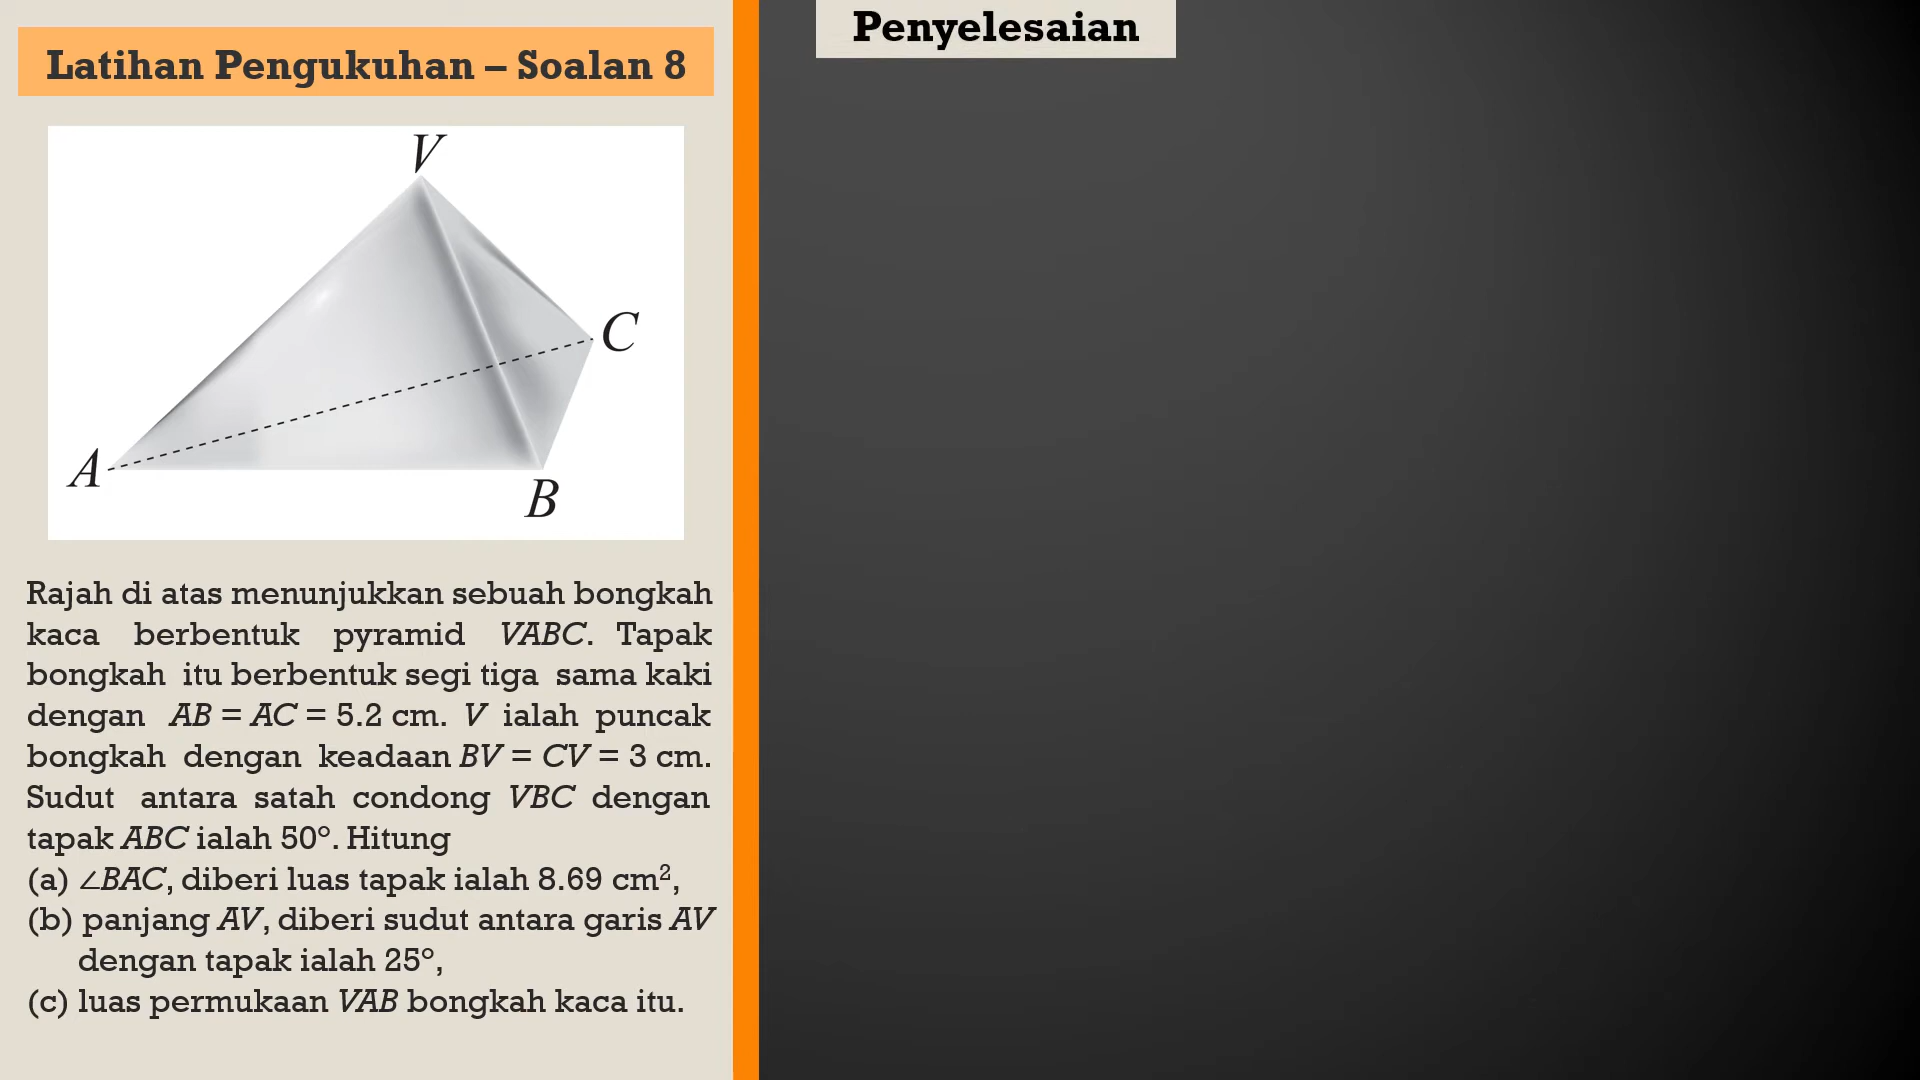 Latihan Pengukuhan – Soalan 8
Penyelesaian
V
C
A
B
Rajah di atas menunjukkan sebuah bongkah
kaca berbentuk pyramid VABC. Tapak
bongkah itu berbentuk segi tiga sama kaki
dengan AB = AC = 5.2 cm. V ialah puncak
bongkah dengan keadaan BV = CV = 3 cm.
Sudut antara satah condong VBC dengan
tapak ABC ialah 50°. Hitung
(a) ∠BAC, diberi luas tapak ialah 8.69 cm²,
(b) panjang AV, diberi sudut antara garis AV
dengan tapak ialah 25°,
(c) luas permukaan VAB bongkah kaca itu.